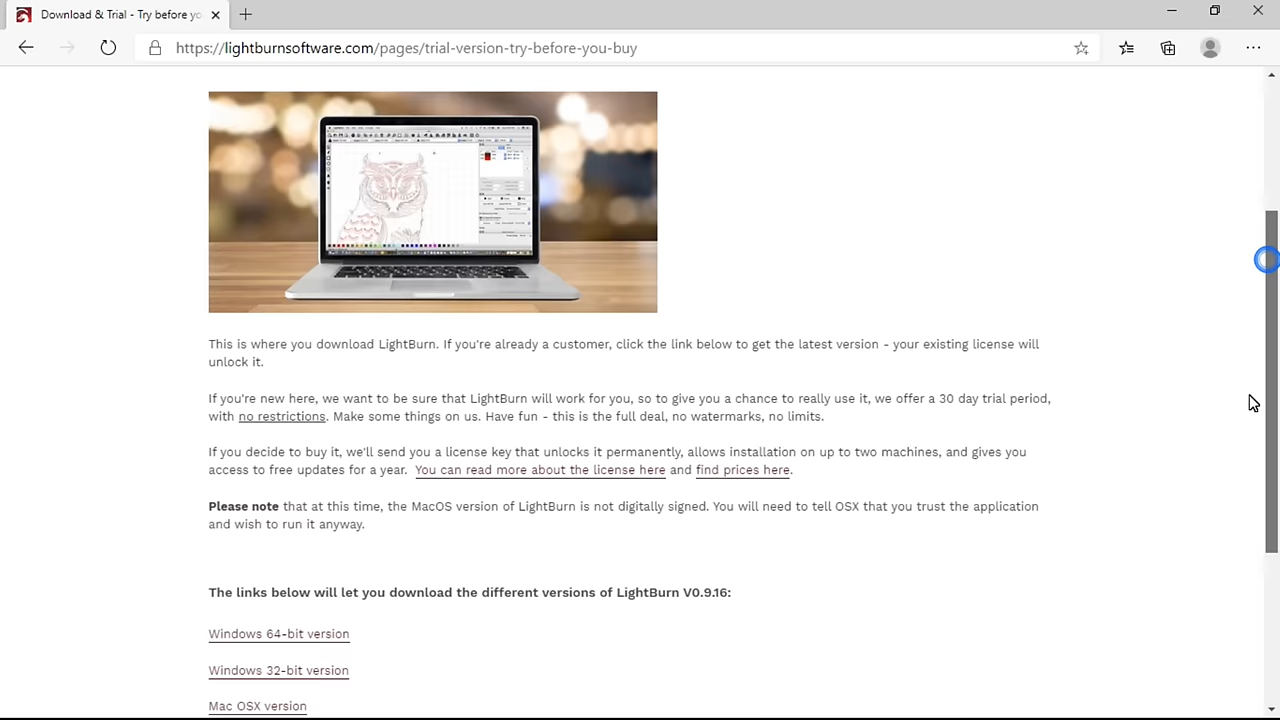 Download & Trial - Try before yo
https://lightburnsoftware.com/pages/trial-version-try-before-you-buy
This is where you download LightBurn. If you're already a customer, click the link below to get the latest version - your existing license will
unlock it.
If you're new here, we want to be sure that LightBurn will work for you, so to give you a chance to really use it, we offer a 30 day trial period,
with no restrictions. Make some things on us. Have fun - this is the full deal, no watermarks, no limits.
If you decide to buy it, we'll send you a license key that unlocks it permanently, allows installation on up to two machines, and gives you
access to free updates for a year. You can read more about the license here and find prices here.
Please note that at this time, the MacOS version of LightBurn is not digitally signed. You will need to tell OSX that you trust the application
and wish to run it anyway.
The links below will let you download the different versions of LightBurn V0.9.16:
Windows 64-bit version
Windows 32-bit version
Mac OSX version